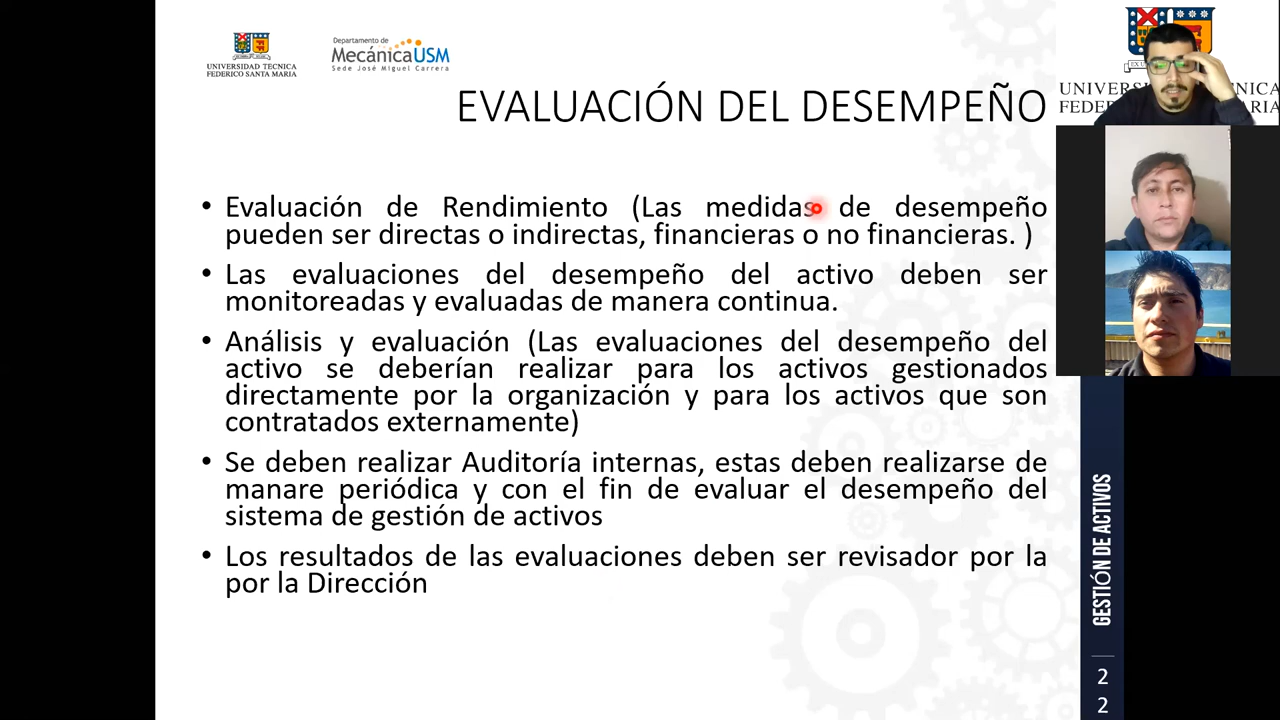 UNIVERSIDAD TECNICA
FEDERICO SANTA MARIA
Departamento de
MecánicaUSM
Sede José Miguel Carrera
EVALUACIÓN DEL DESEMPEÑO
• Evaluación de Rendimiento (Las medidas de desempeño
pueden ser directas o indirectas, financieras o no financieras. )
• Las evaluaciones del desempeño del activo deben ser
monitoreadas y evaluadas de manera continua.
• Análisis y evaluación (Las evaluaciones del desempeño del
activo se deberían realizar para los activos gestionados
directamente por la organización y para los activos que son
contratados externamente)
• Se deben realizar Auditoría internas, estas deben realizarse de
manare periódica y con el fin de evaluar el desempeño del
sistema de gestión de activos
• Los resultados de las evaluaciones deben ser revisador por la
por la Dirección
GESTIÓN DE ACTIVOS
2
2